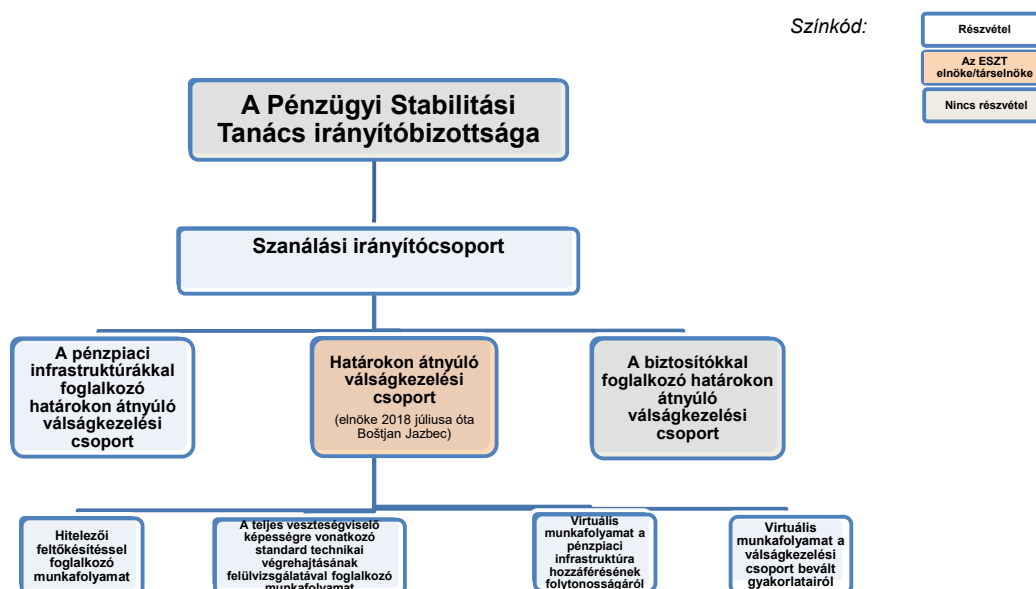 Színkód:
Részvétel
Az ESZT
elnöke/társelnöke
Nincs részvétel
A Pénzügyi Stabilitási
Tanács irányítóbizottsága
Szanálási irányítócsoport
A pénzpiaci
infrastruktúrákkal
foglalkozó
határokon átnyúló
válságkezelési
csoport
Határokon átnyúló
válságkezelési
csoport
(elnöke 2018 júliusa óta
Boštjan Jazbec)
A biztosítókkal
foglalkozó határokon
átnyúló
válságkezelési
csoport
Hitelezői
feltőkésítéssel
foglalkozó
munkafolyamat
A teljes veszteségviselő
képességre vonatkozó
standard technikai
végrehajtásának
felülvizsgálatával foglalkozó
munkafolyamat
Virtuális
munkafolyamat a
pénzpiaci
infrastruktúra
hozzáférésének
folytonosságáról
Virtuális
munkafolyamat a
válságkezelési
csoport bevált
gyakorlatairól